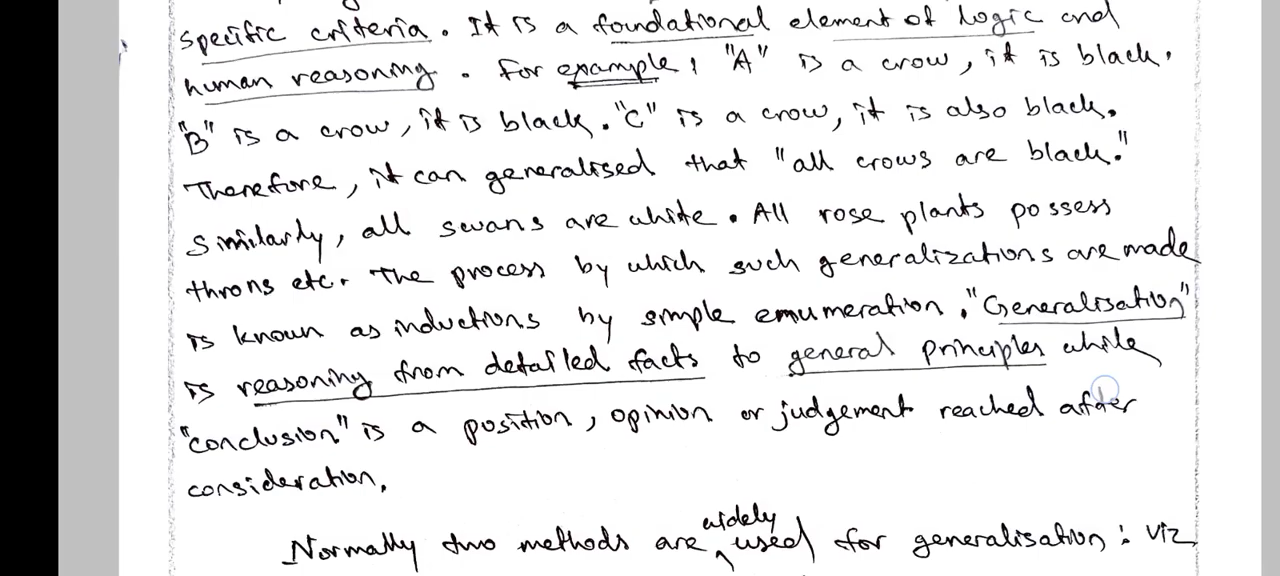 specific criteria. It is a foundational element of logic and
human reasoning. For example, "A" is a crow, it is black.
"B" is a crow, it is black. "C" is a crow, it is also black.
Therefore, it can generalised that "all crows are black."
Similarly, all swans are white. All rose plants possess
throns etc. The process by which such generalizations are made
is known as inductions by simple emumeration. "Generalisation"
is reasoning from detailed facts to general principles while
"conclusion" is a position, opinion or judgement reached after
consideration.
widely
Normally two methods are used for generalisation: viz